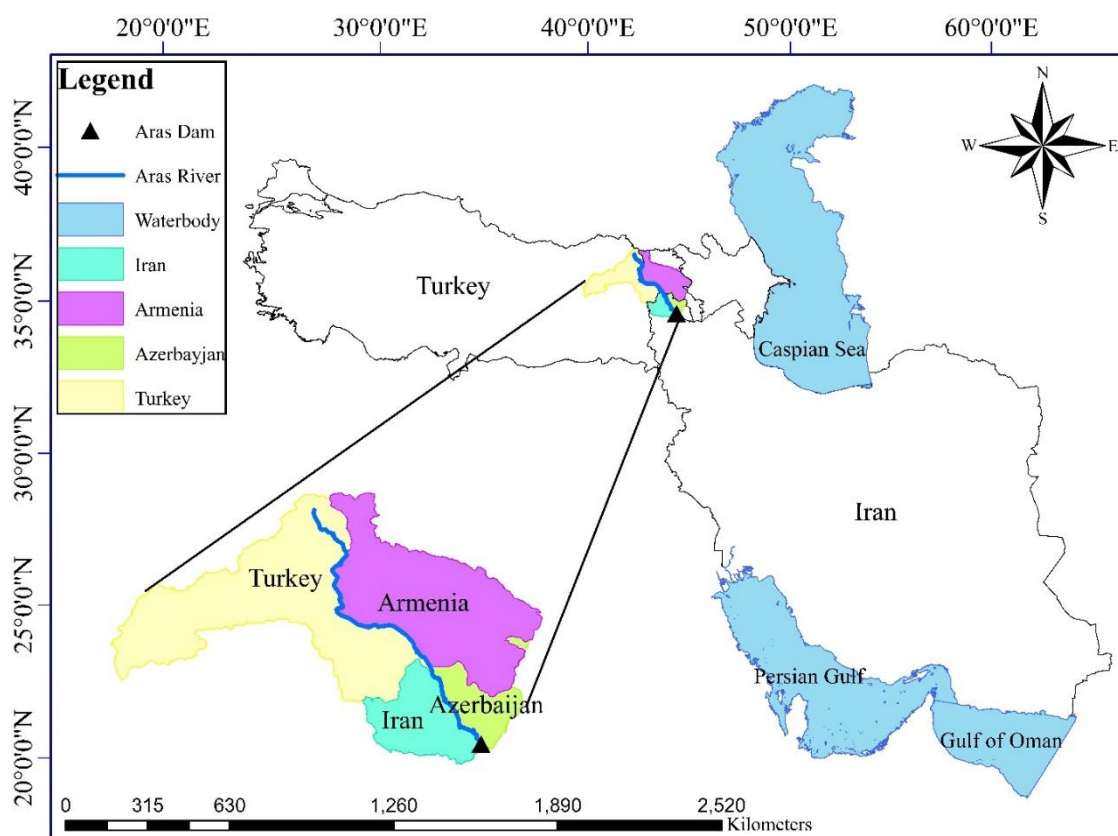 20°0'0"E
30°0'0"E
40°0'0"E
50°0'0"E
60°0'0"E
Legend
Aras Dam
Aras River
Waterbody
Iran
Armenia
Azerbayjan
Turkey
N
W
E
S
40°0'0"N
35°0'0"N
30°0'0"N
25°0'0"N
20°0'0"N
Turkey
Caspian Sea
Iran
Persian Gulf
Gulf of Oman
Turkey
Armenia
Iran
Azerbaijan
0 315 630 1,260 1,890 2,520
Kilometers